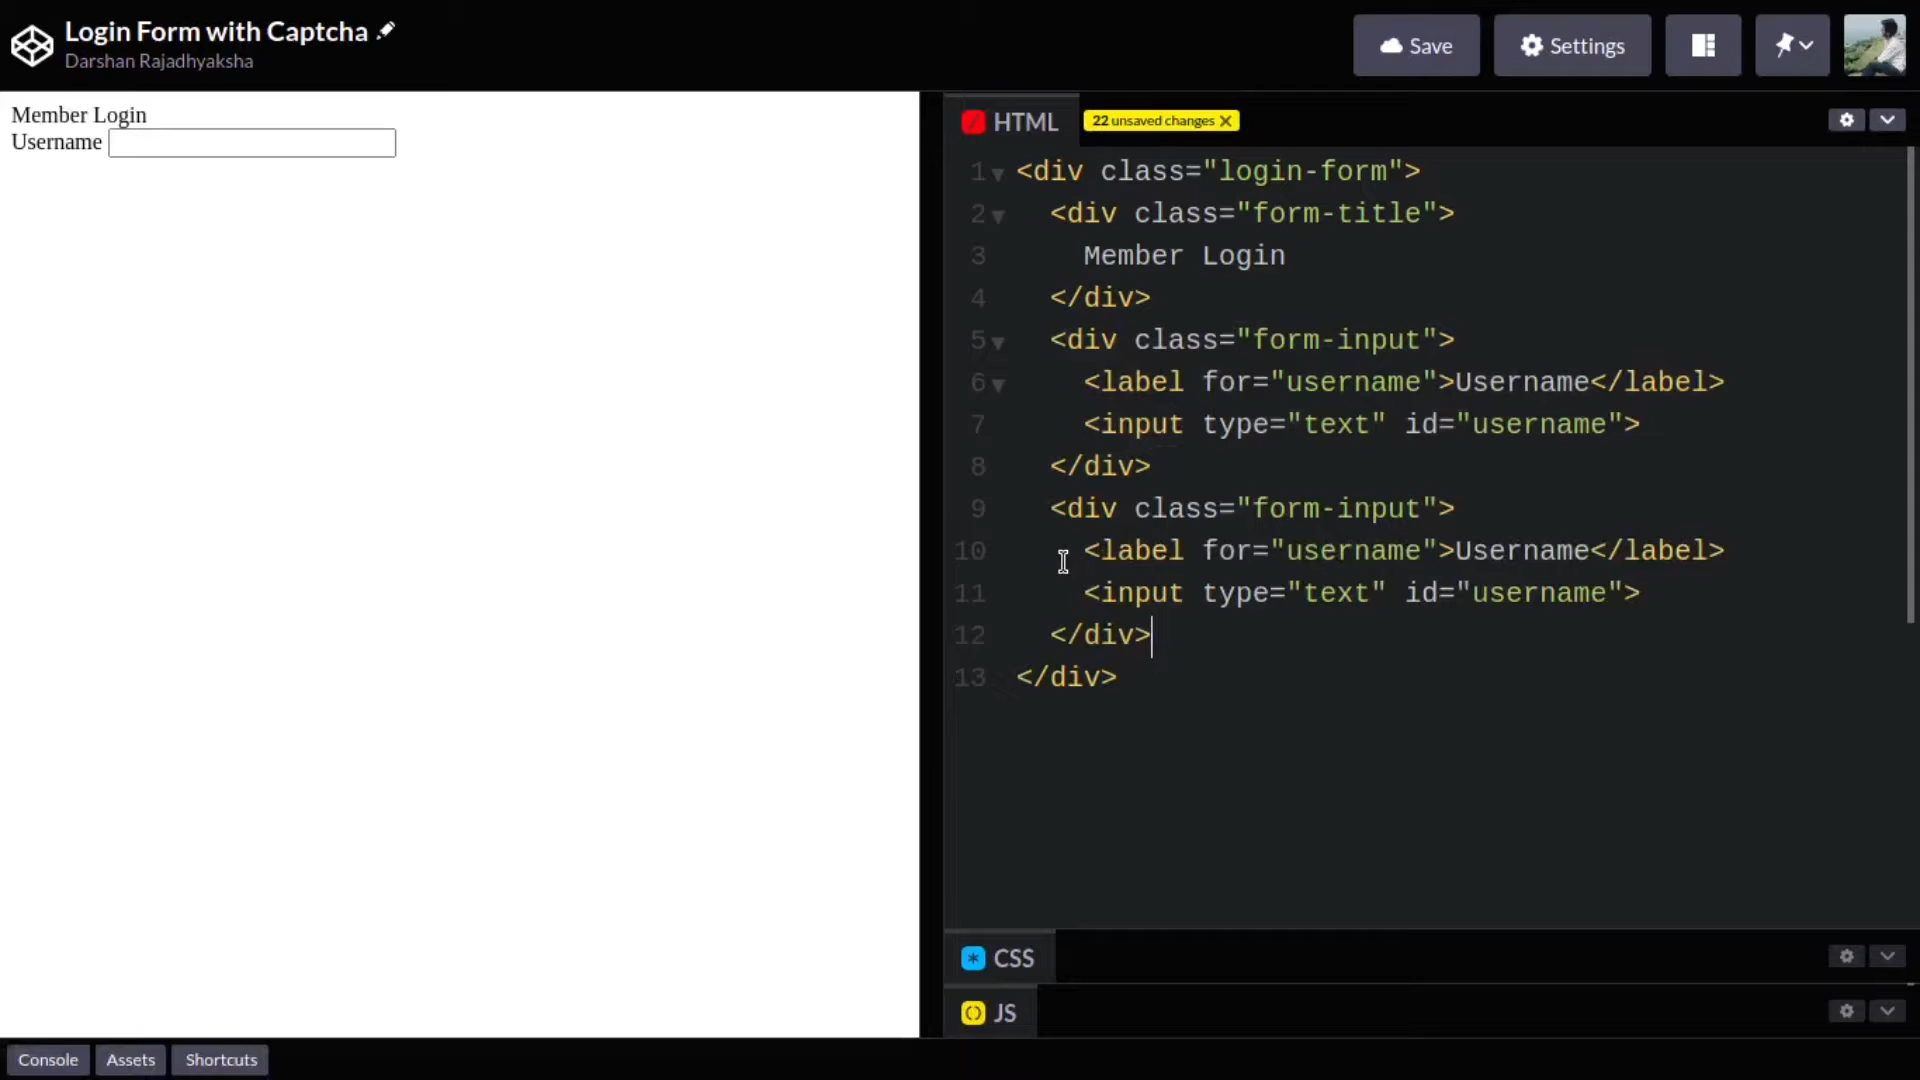 Login Form with Captcha
Darshan Rajadhyaksha
Save
Settings
Member Login
Username
HTML
22 unsaved changes X
1 <div class="login-form">
2 <div class="form-title">
3 Member Login
4 </div>
5 <div class="form-input">
6 <label for="username">Username</label>
7 <input type="text" id="username">
8 </div>
9 <div class="form-input">
10 <label for="username">Username</label>
11 <input type="text" id="username">
12 </div>
13 </div>
* CSS
() JS
Console
Assets
Shortcuts